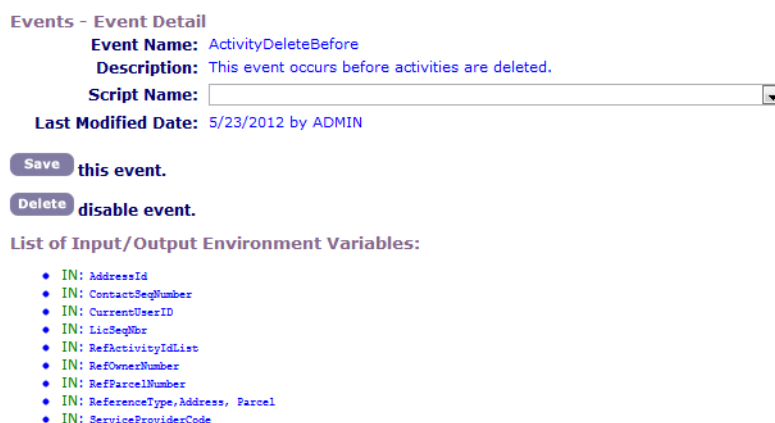 Events - Event Detail
Event Name: ActivityDeleteBefore
Description: This event occurs before activities are deleted.
Script Name:
Last Modified Date: 5/23/2012 by ADMIN
Save this event.
Delete disable event.
List of Input/Output Environment Variables:
IN: AddressId
IN: ContactSeqNumber
IN: CurrentUserID
IN: LicSeqNbr
IN: RefActivityIdList
IN: RefOwnerNumber
IN: RefParcelNumber
IN: ReferenceType,Address, Parcel
IN: ServiceProviderCode